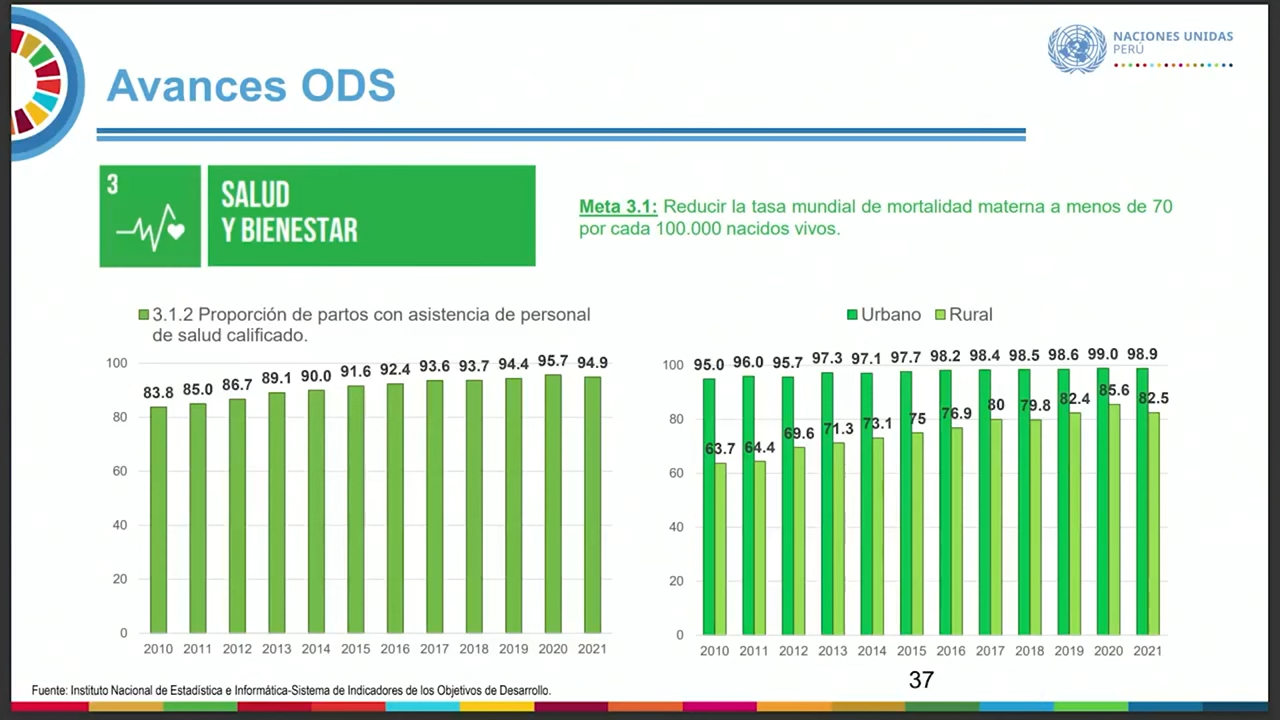 NACIONES UNIDAS
PERÚ
Avances ODS
3
SALUD
Y BIENESTAR
Meta 3.1: Reducir la tasa mundial de mortalidad materna a menos de 70
por cada 100.000 nacidos vivos.
3.1.2 Proporción de partos con asistencia de personal
de salud calificado.
100
80
60
40
20
0
83.8 85.0 86.7 89.1 90.0 91.6 92.4 93.6 93.7 94.4 95.7 94.9
2010 2011 2012 2013 2014 2015 2016 2017 2018 2019 2020 2021
Urbano Rural
100
80
60
40
20
0
95.0 96.0 95.7 97.3 97.1 97.7 98.2 98.4 98.5 98.6 99.0 98.9
63.7 64.4 69.6 71.3 73.1 75 76.9 80 79.8 82.4 85.6 82.5
2010 2011 2012 2013 2014 2015 2016 2017 2018 2019 2020 2021
37
Fuente: Instituto Nacional de Estadística e Informática-Sistema de Indicadores de los Objetivos de Desarrollo.